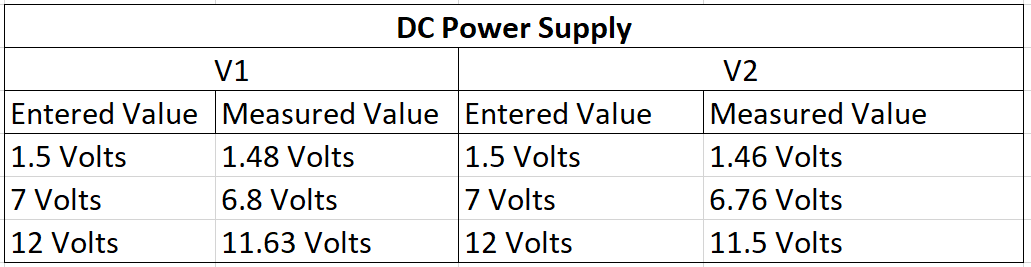 DC Power Supply
V1 V2
Entered Value Measured Value Entered Value Measured Value
1.5 Volts 1.48 Volts 1.5 Volts 1.46 Volts
7 Volts 6.8 Volts 7 Volts 6.76 Volts
12 Volts 11.63 Volts 12 Volts 11.5 Volts